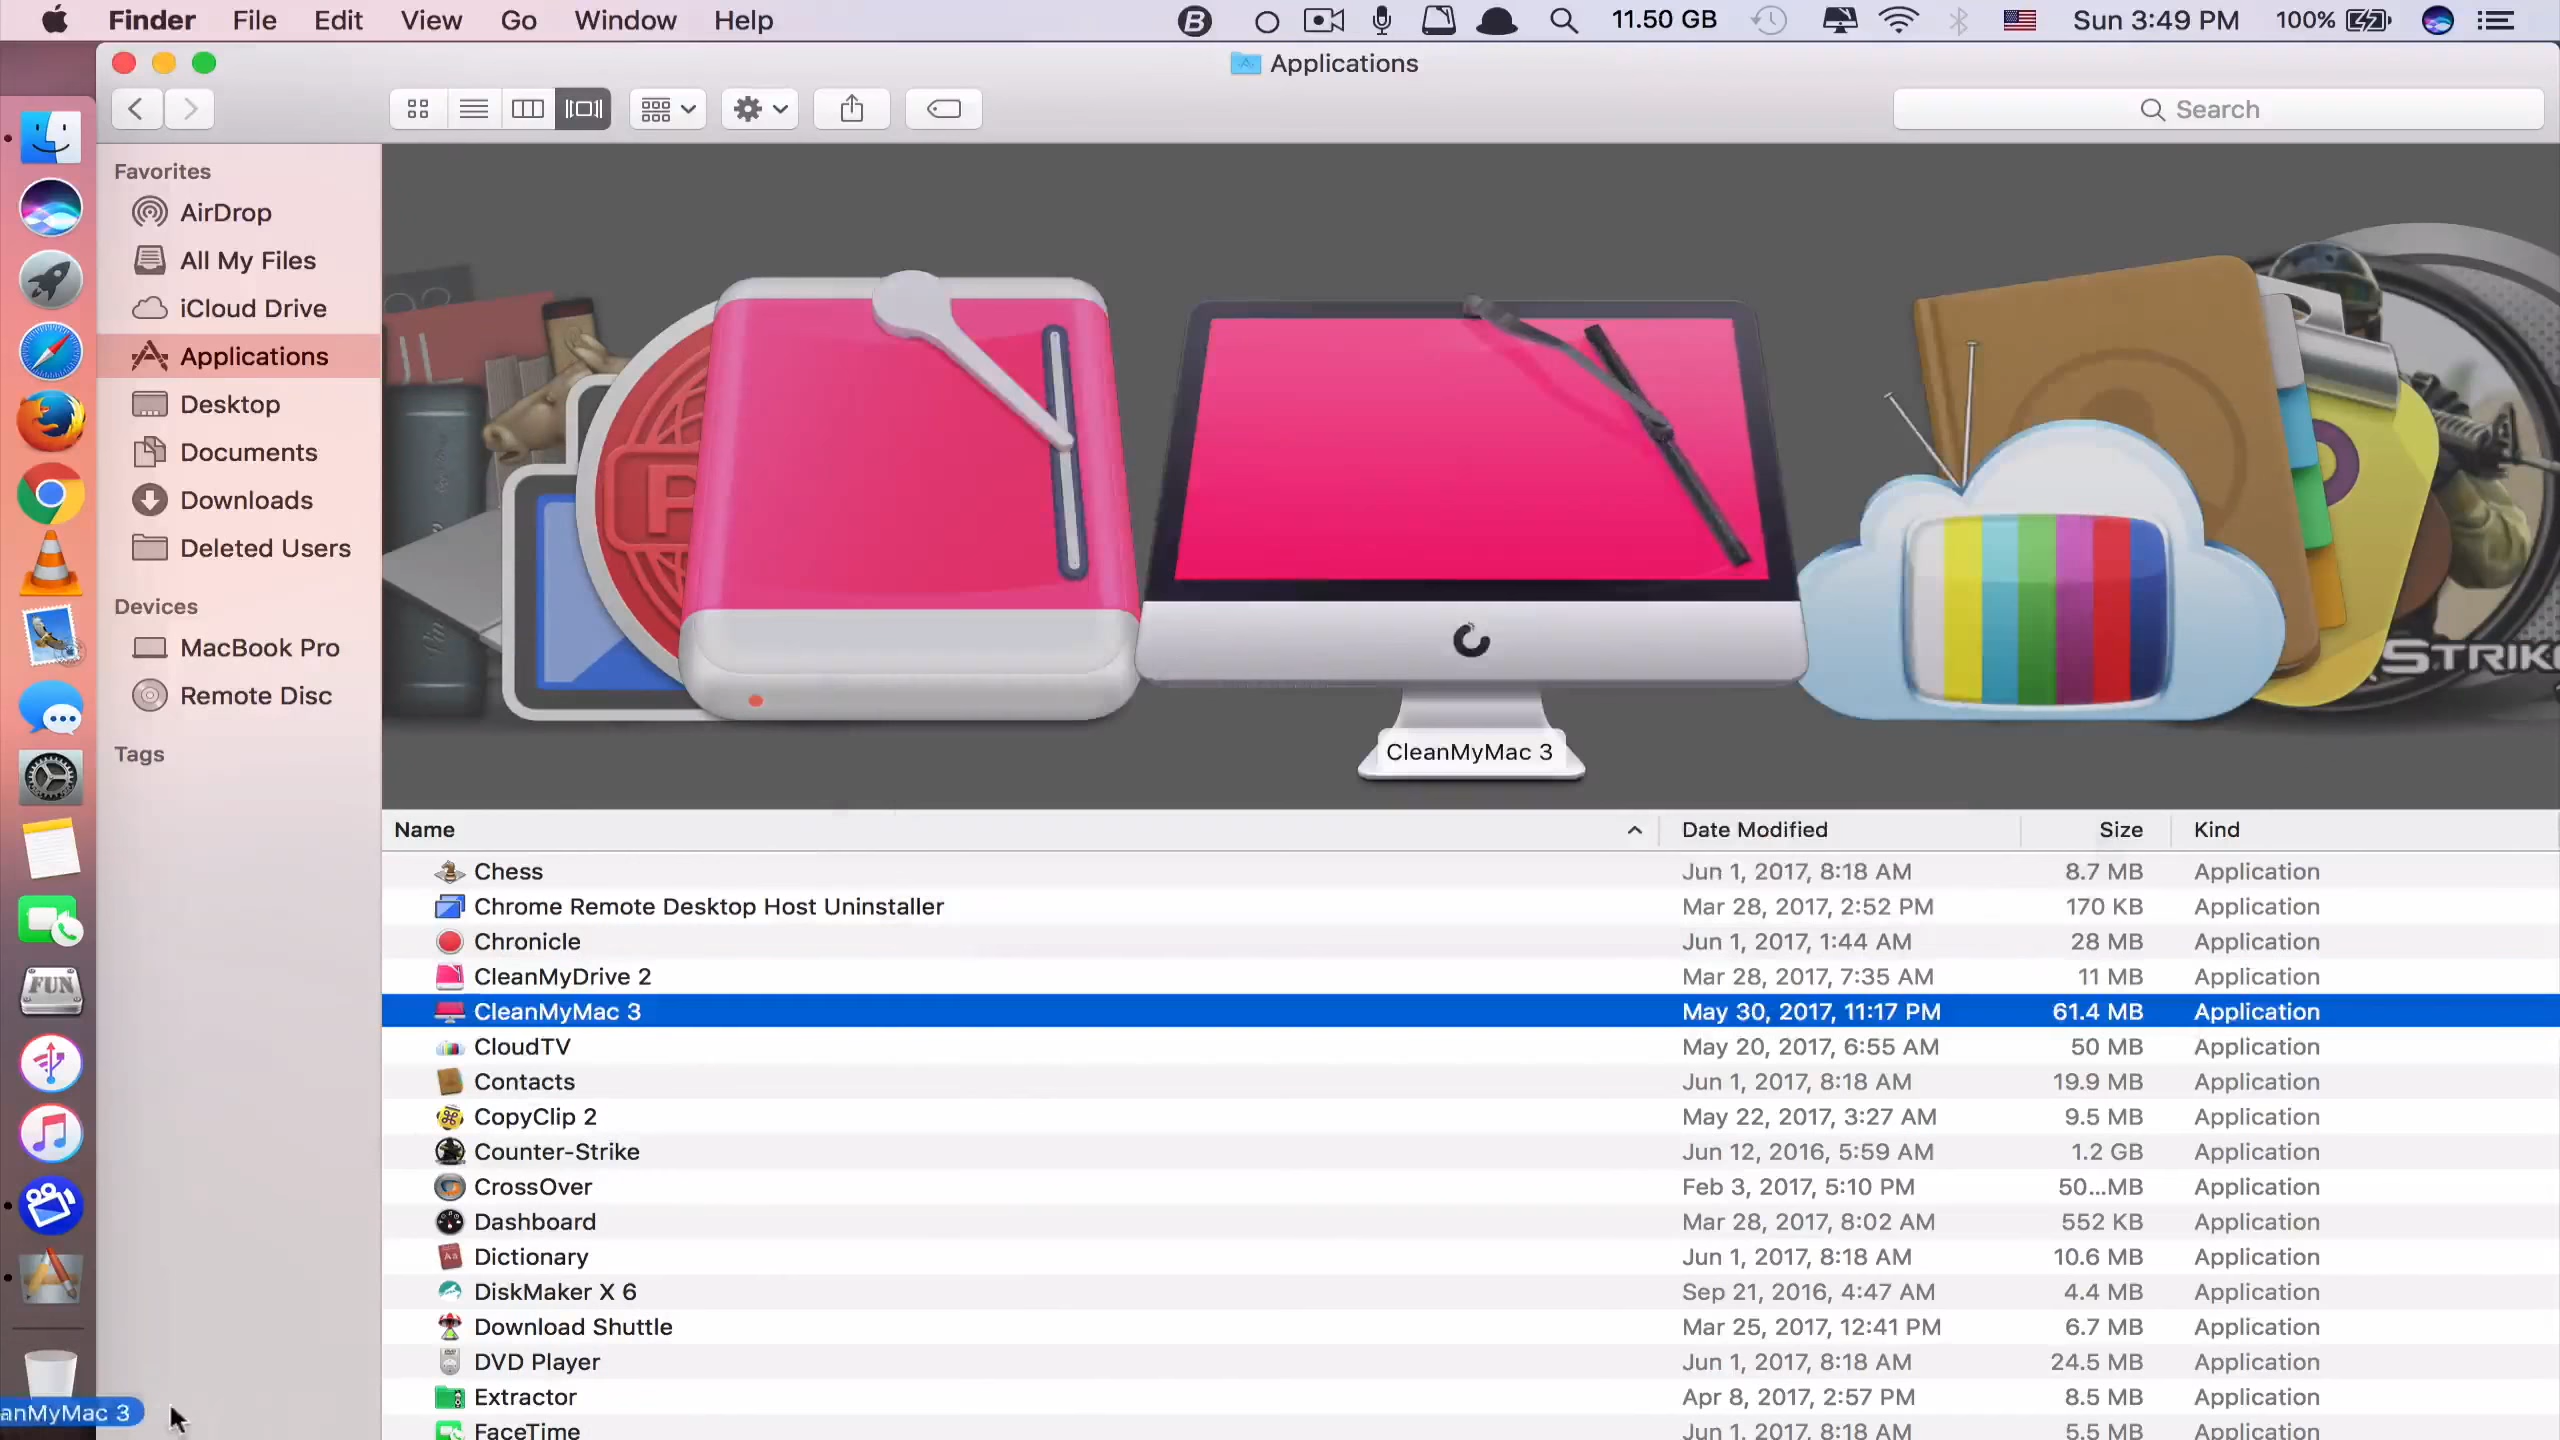 Finder File Edit View Go Window Help 11.50 GB Sun 3:49 PM 100%
Applications
Search
Favorites
AirDrop
All My Files
iCloud Drive
Applications
Desktop
Documents
Downloads
Deleted Users
Devices
MacBook Pro
Remote Disc
Tags
FUN
STRIKE
CleanMyMac 3
Name Date Modified Size Kind
Chess Jun 1, 2017, 8:18 AM 8.7 MB Application
Chrome Remote Desktop Host Uninstaller Mar 28, 2017, 2:52 PM 170 KB Application
Chronicle Jun 1, 2017, 1:44 AM 28 MB Application
CleanMyDrive 2 Mar 28, 2017, 7:35 AM 11 MB Application
CleanMyMac 3 May 30, 2017, 11:17 PM 61.4 MB Application
CloudTV May 20, 2017, 6:55 AM 50 MB Application
Contacts Jun 1, 2017, 8:18 AM 19.9 MB Application
CopyClip 2 May 22, 2017, 3:27 AM 9.5 MB Application
Counter-Strike Jun 12, 2016, 5:59 AM 1.2 GB Application
CrossOver Feb 3, 2017, 5:10 PM 50...MB Application
Dashboard Mar 28, 2017, 8:02 AM 552 KB Application
Dictionary Jun 1, 2017, 8:18 AM 10.6 MB Application
DiskMaker X 6 Sep 21, 2016, 4:47 AM 4.4 MB Application
Download Shuttle Mar 25, 2017, 12:41 PM 6.7 MB Application
DVD Player Jun 1, 2017, 8:18 AM 24.5 MB Application
Extractor Apr 8, 2017, 2:57 PM 8.5 MB Application
FaceTime Jun 1, 2017, 8:18 AM 5.5 MB Application
anMyMac 3